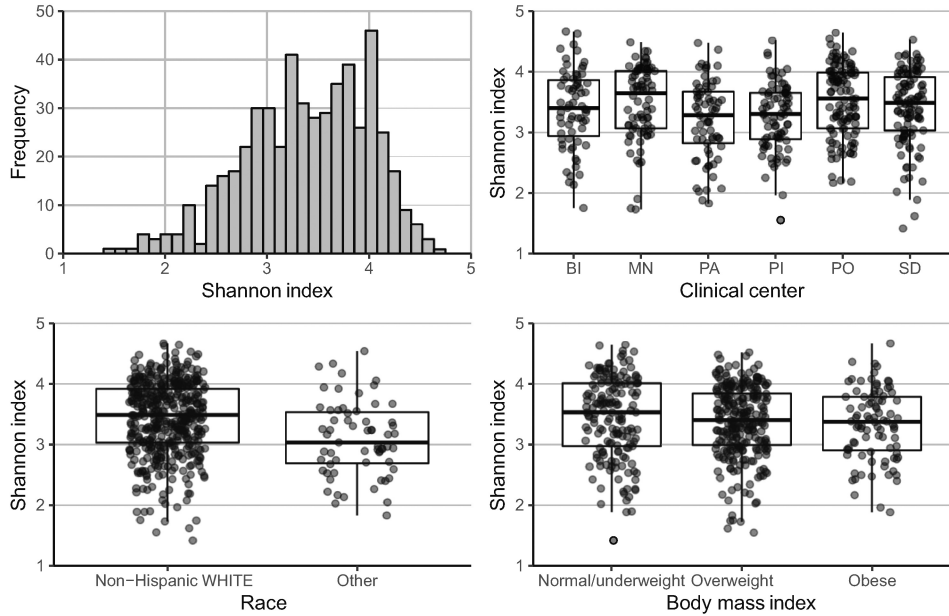 50
40
30
20
10
0
Frequency
1 2 3 4 5
Shannon index
5
4
3
2
1
Shannon index
BI MN PA PI PO SD
Clinical center
5
4
3
2
1
Shannon index
Non−Hispanic WHITE Other
Race
5
4
3
2
1
Shannon index
Normal/underweight Overweight Obese
Body mass index